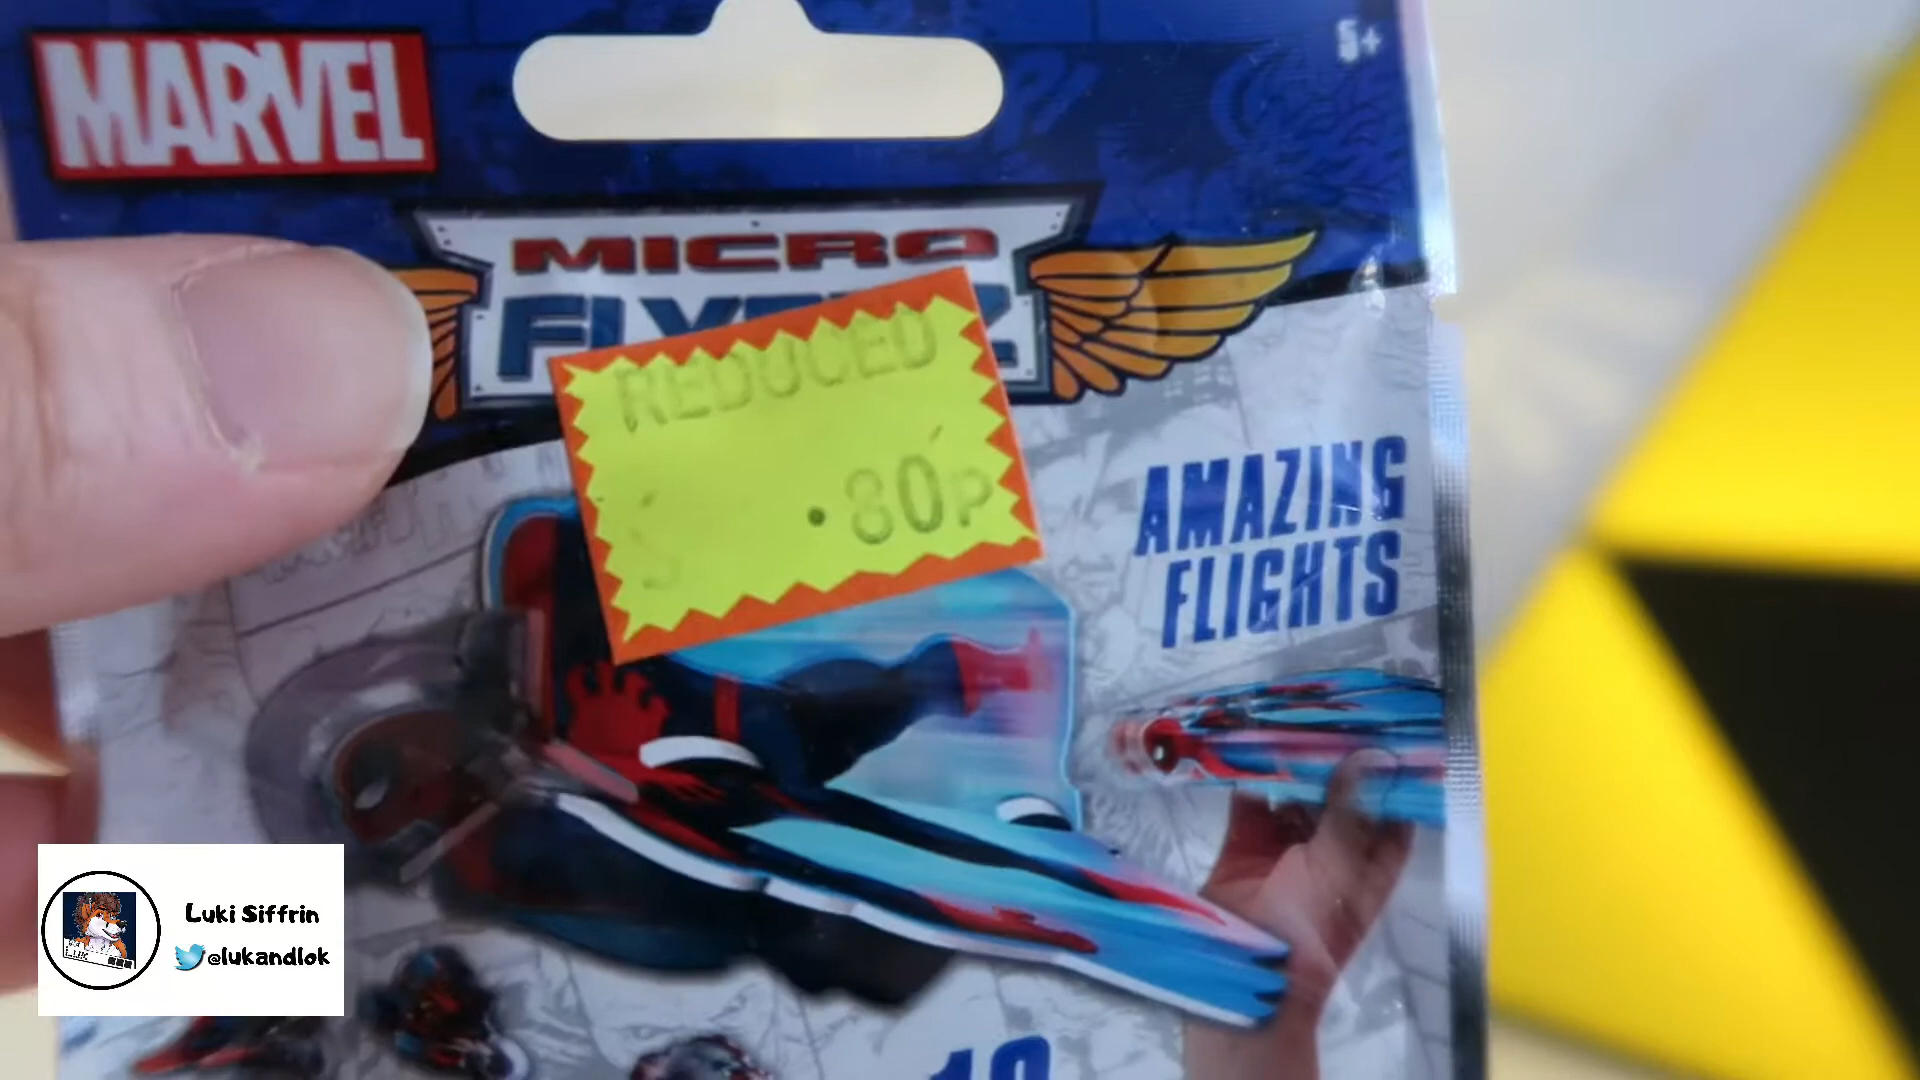 MARVEL
5+
MICRO
REDUCED
.80p
AMAZING
FLIGHTS
Luki Siffrin
@lukandlok